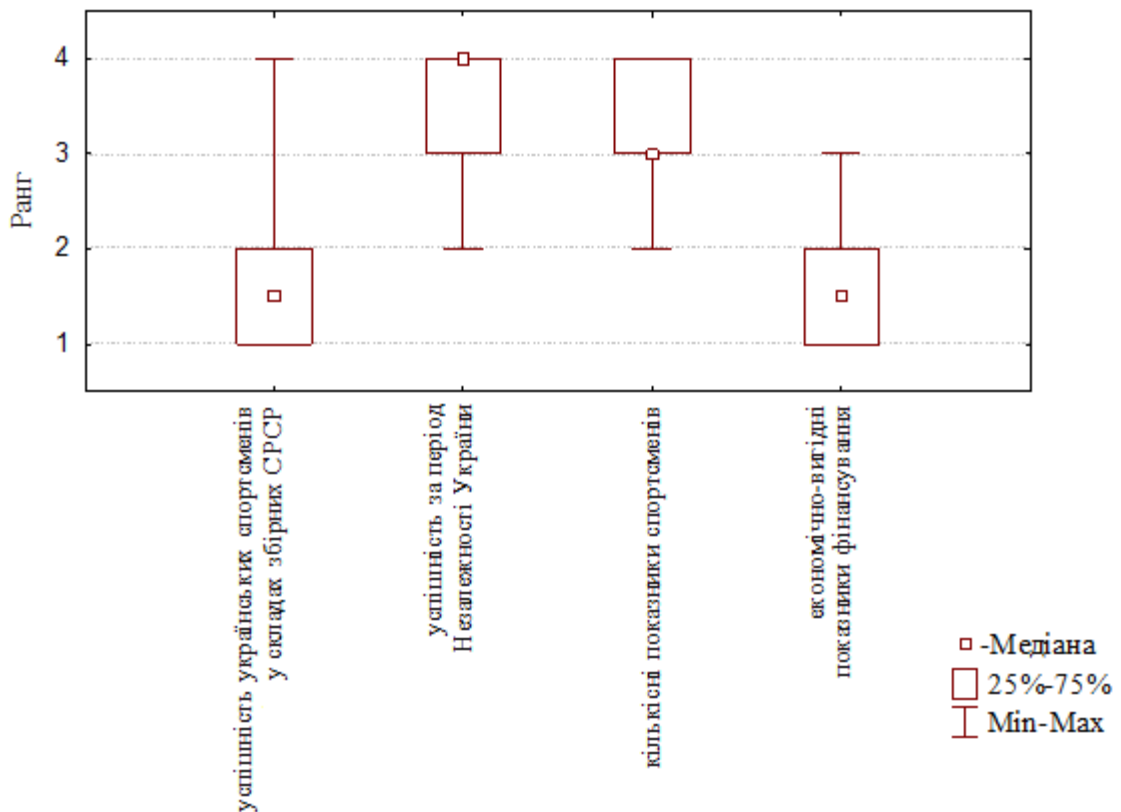 4
3
2
1
Ранг
успішність українських спортсменів
у складах збірних СРСР
успішність за період
Незалежності України
кількісні показники спортсменів
економічно-вигідні
показники фінансування
-Медіана
25%-75%
Min-Max